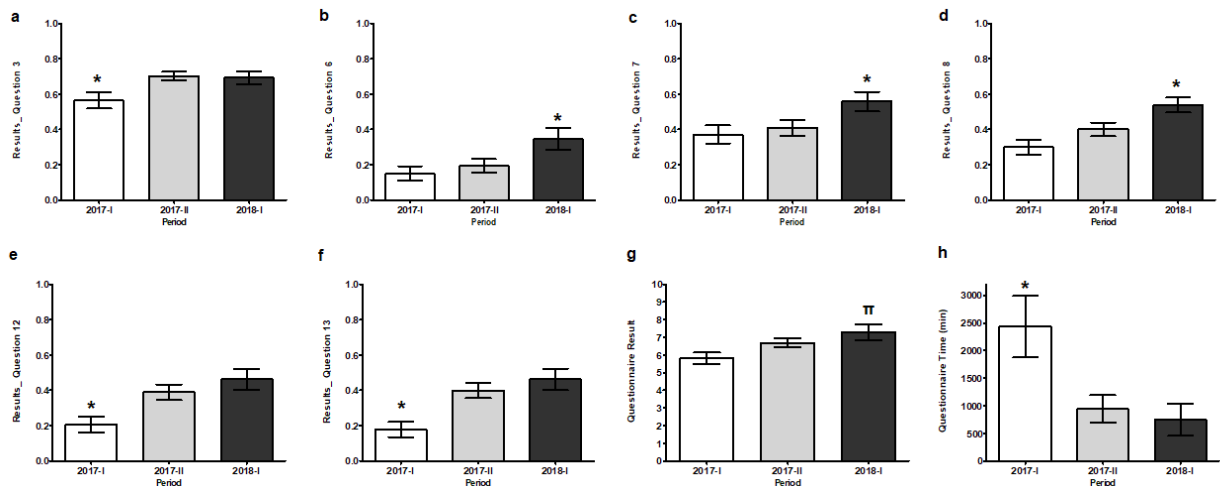 a
Results_ Question 3
1.0
0.8
0.6
0.4
0.2
0.0
*
2017-I 2017-II 2018-I
Period
b
Results_ Question 6
1.0
0.8
0.6
0.4
0.2
0.0
*
2017-I 2017-II 2018-I
Period
c
Results_ Question 7
1.0
0.8
0.6
0.4
0.2
0.0
*
2017-I 2017-II 2018-I
Period
d
Results_ Question 8
1.0
0.8
0.6
0.4
0.2
0.0
*
2017-I 2017-II 2018-I
Period
e
Results_ Question 12
1.0
0.8
0.6
0.4
0.2
0.0
*
2017-I 2017-II 2018-I
Period
f
Results_ Question 13
1.0
0.8
0.6
0.4
0.2
0.0
*
2017-I 2017-II 2018-I
Period
g
Questionnaire Result
10
9
8
7
6
5
4
3
2
1
0
π
2017-I 2017-II 2018-I
Period
h
Questionnaire Time (min)
3000
2500
2000
1500
1000
500
*
2017-I 2017-II 2018-I
Period